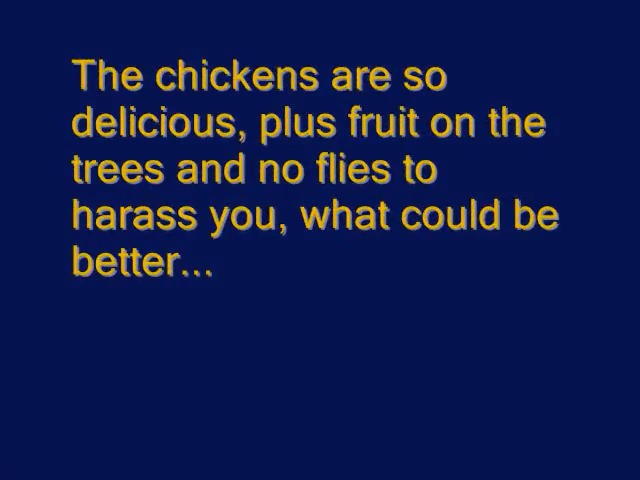 The chickens are so
delicious, plus fruit on the
trees and no flies to
harass you, what could be
better...